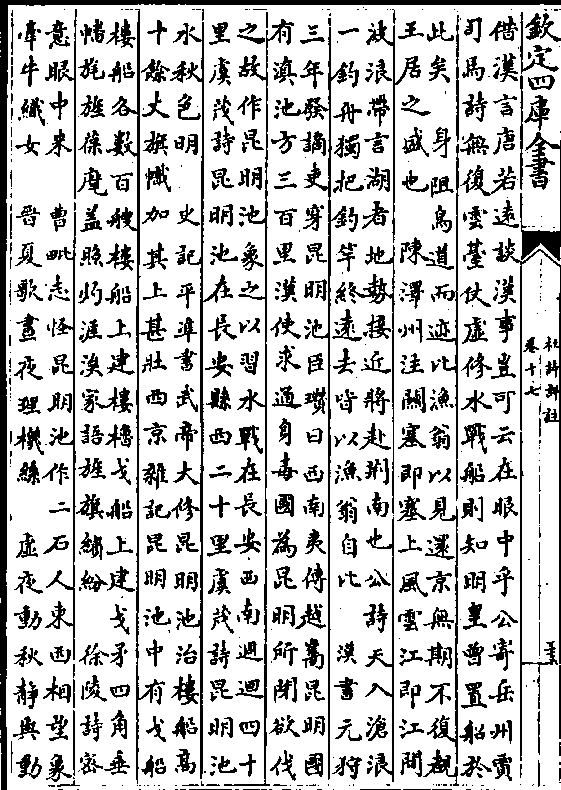 欽定四庫全書
杜詩詳註
卷十七
借漢言唐若遠談漢事豈可云在眼中乎公寄岳州賈
司馬詩無復雲臺仗虛修水戰船則知明皇曾置船於
此矣　身阻鳥道而迹比漁翁以見還京無期不復覩
王居之盛也　陳澤州注關塞即塞上風雲江即江間
波浪帶言湖者地勢接近將赴荊南也公詩天入滄浪
一釣舟獨把釣竿終遠去皆以漁翁自比　漢書元狩
三年發謫吏穿昆明池臣瓚曰西南夷傳越嶲昆明國
有滇池方三百里漢使求通身毒國為昆明所閉欲伐
之故作昆明池象之以習水戰在長安西南週迴四十
里虞茂詩昆明池在長安縣西二十里虞茂詩昆明池
水秋色明　史記平準書武帝大修昆明池治樓船高
十餘丈旗幟加其上甚壯西京雜記昆明池中有戈船
樓船各數百艘樓船上建樓櫓戈船上建戈矛四角垂
幡旄旌葆麾蓋照灼涯涘家語旌旗繽紛　徐陵詩密
意眼中來　曹毗志怪昆明池作二石人東西相望象
牽牛織女　晉夏歌晝夜理機絲　虛夜動秋靜與動